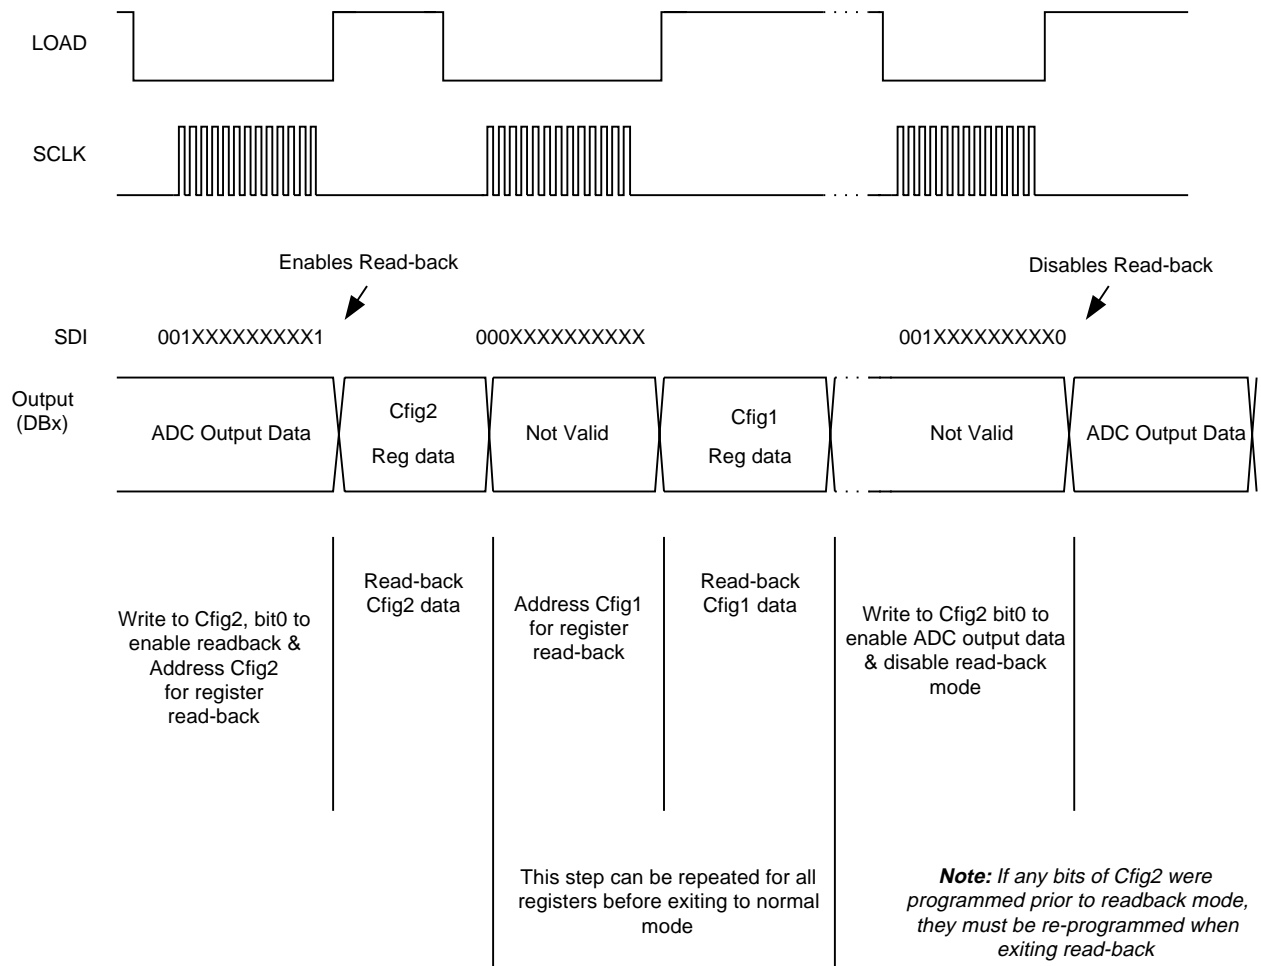 LOAD
SCLK
Enables Read-back
Disables Read-back
SDI
001XXXXXXXXX1
000XXXXXXXXXX
001XXXXXXXXX0
Output
(DBx)
ADC Output Data
Cfig2
Reg data
Not Valid
Cfig1
Reg data
Not Valid
ADC Output Data
Write to Cfig2, bit0 to
enable readback &
Address Cfig2
for register
read-back
Read-back
Cfig2 data
Address Cfig1
for register
read-back
Read-back
Cfig1 data
Write to Cfig2 bit0 to
enable ADC output data
& disable read-back
mode
This step can be repeated for all
registers before exiting to normal
mode
Note: If any bits of Cfig2 were
programmed prior to readback mode,
they must be re-programmed when
exiting read-back